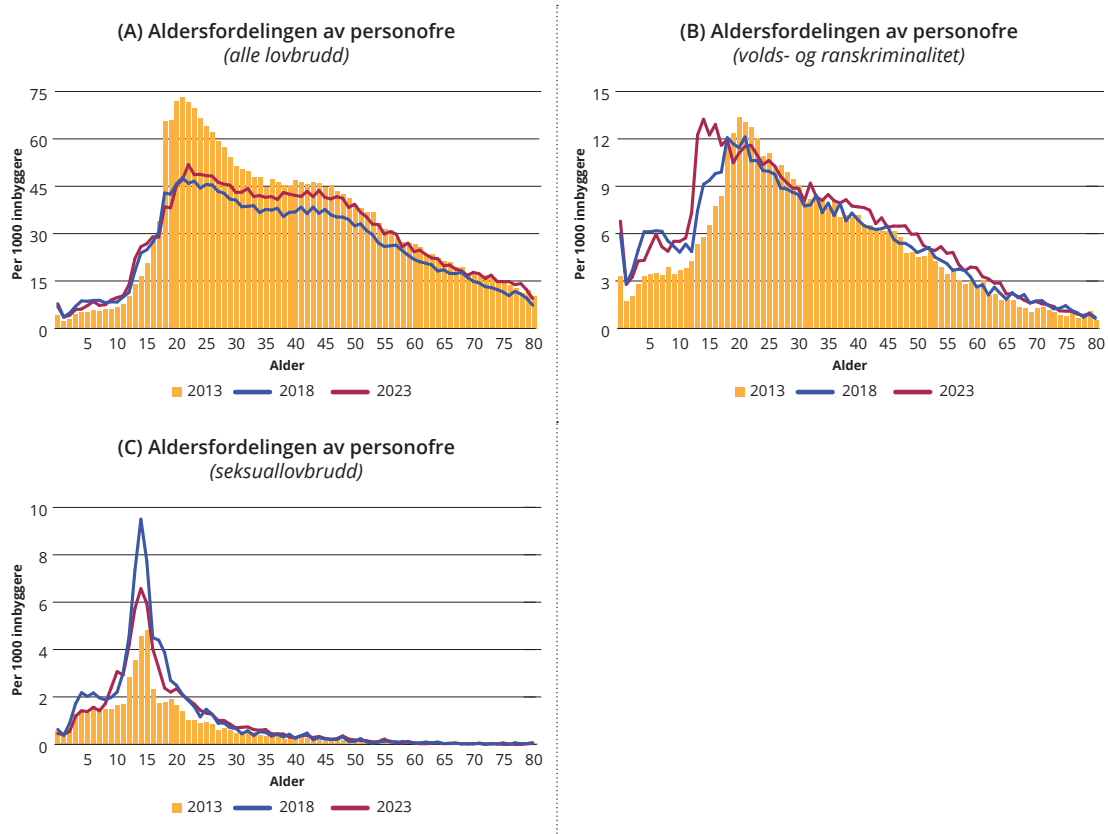 (A) Aldersfordelingen av personofre
(alle lovbrudd)
Per 1000 innbyggere
75
60
45
30
15
0
5 10 15 20 25 30 35 40 45 50 55 60 65 70 75 80
Alder
2013 2018 2023
(B) Aldersfordelingen av personofre
(volds- og ranskriminalitet)
Per 1000 innbyggere
15
12
9
6
3
0
5 10 15 20 25 30 35 40 45 50 55 60 65 70 75 80
Alder
2013 2018 2023
(C) Aldersfordelingen av personofre
(seksuallovbrudd)
Per 1000 innbyggere
10
8
6
4
2
0
5 10 15 20 25 30 35 40 45 50 55 60 65 70 75 80
Alder
2013 2018 2023